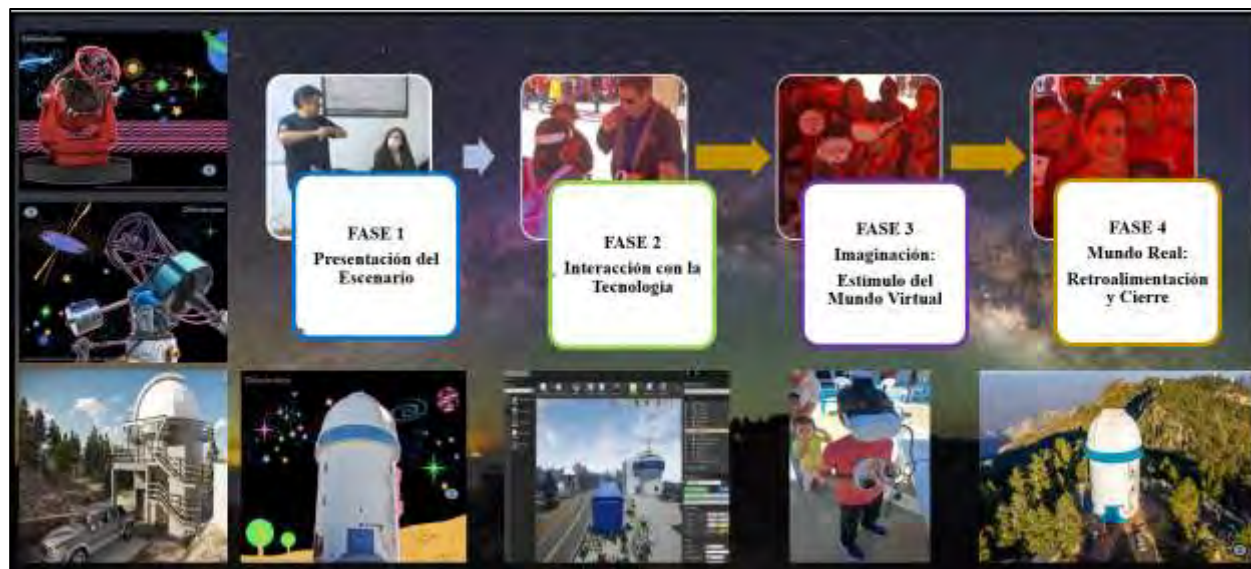 FASE 1
Presentación del
Escenario
FASE 2
Interacción con la
Tecnología
FASE 3
Imaginación:
Estímulo del
Mundo Virtual
FASE 4
Mundo Real:
Retroalimentación
y Cierre